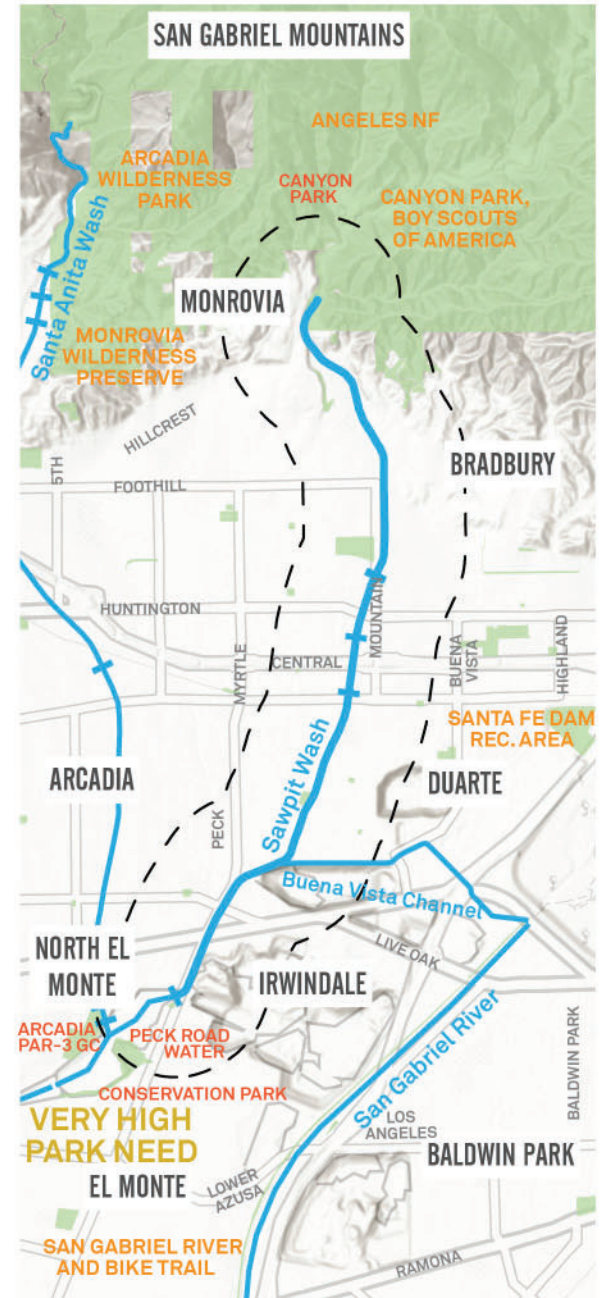 SAN GABRIEL MOUNTAINS
ANGELES NF
ARCADIA
WILDERNESS
PARK
CANYON
PARK
CANYON PARK,
BOY SCOUTS
OF AMERICA
Santa Anita Wash
MONROVIA
MONROVIA
WILDERNESS
PRESERVE
HILLCREST
BRADBURY
5TH
FOOTHILL
HUNTINGTON
MOUNTAIN
MYRTLE
CENTRAL
BUENA
VISTA
HIGHLAND
SANTA FE DAM
REC. AREA
ARCADIA
Sawpit Wash
DUARTE
PECK
Buena Vista Channel
LIVE OAK
NORTH EL
MONTE
IRWINDALE
ARCADIA
PAR-3 GC
PECK ROAD
WATER
CONSERVATION PARK
San Gabriel River
BALDWIN PARK
VERY HIGH
PARK NEED
LOS
ANGELES
BALDWIN PARK
EL MONTE
LOWER
AZUSA
SAN GABRIEL RIVER
AND BIKE TRAIL
RAMONA